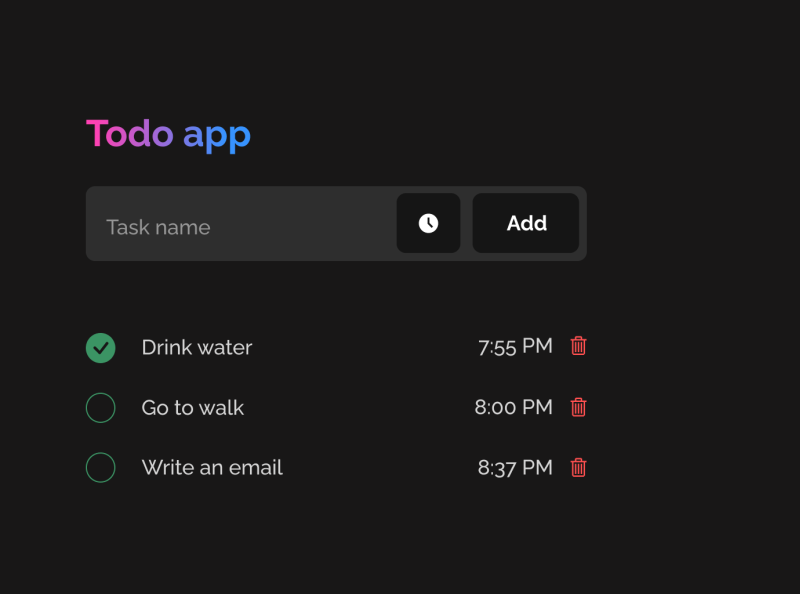 Todo app
Task name
Add
Drink water 7:55 PM
Go to walk 8:00 PM
Write an email 8:37 PM